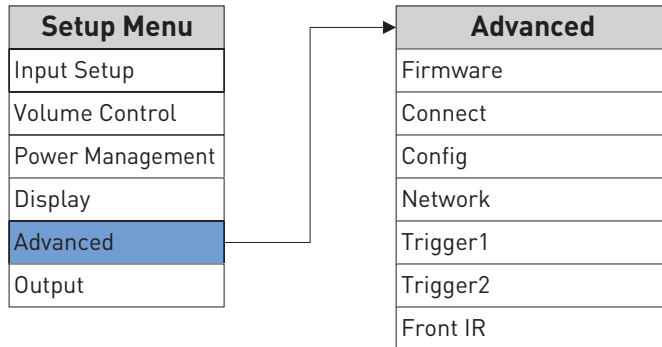 Setup Menu
Input Setup
Volume Control
Power Management
Display
Advanced
Output
Advanced
Firmware
Connect
Config
Network
Trigger1
Trigger2
Front IR